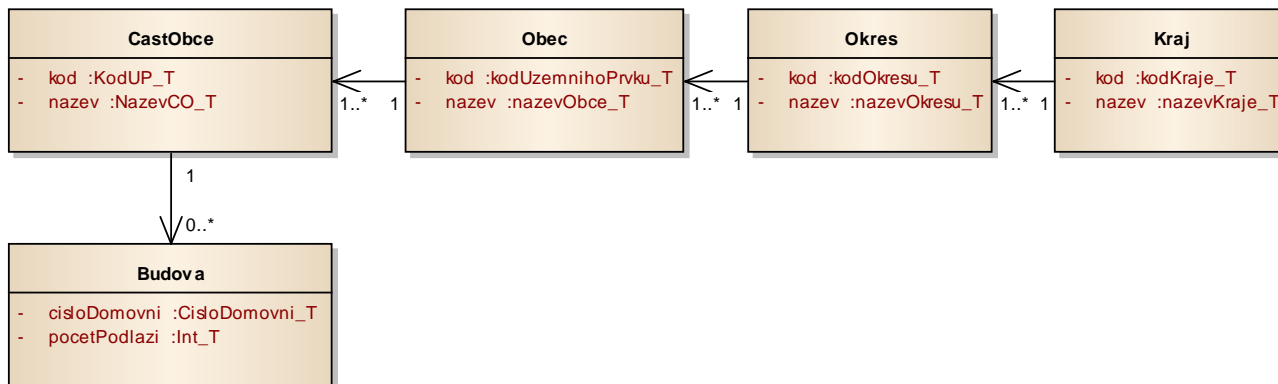 CastObce
- kod :KodUP_T
- nazev :NazevCO_T
Obec
- kod :kodUzemnihoPrvku_T
- nazev :nazevObce_T
Okres
- kod :kodOkresu_T
- nazev :nazevOkresu_T
Kraj
- kod :kodKraje_T
- nazev :nazevKraje_T
1..* 1
1..* 1
1..* 1
1
0..*
Budova
- cisloDomovni :CisloDomovni_T
- pocetPodlazi :Int_T